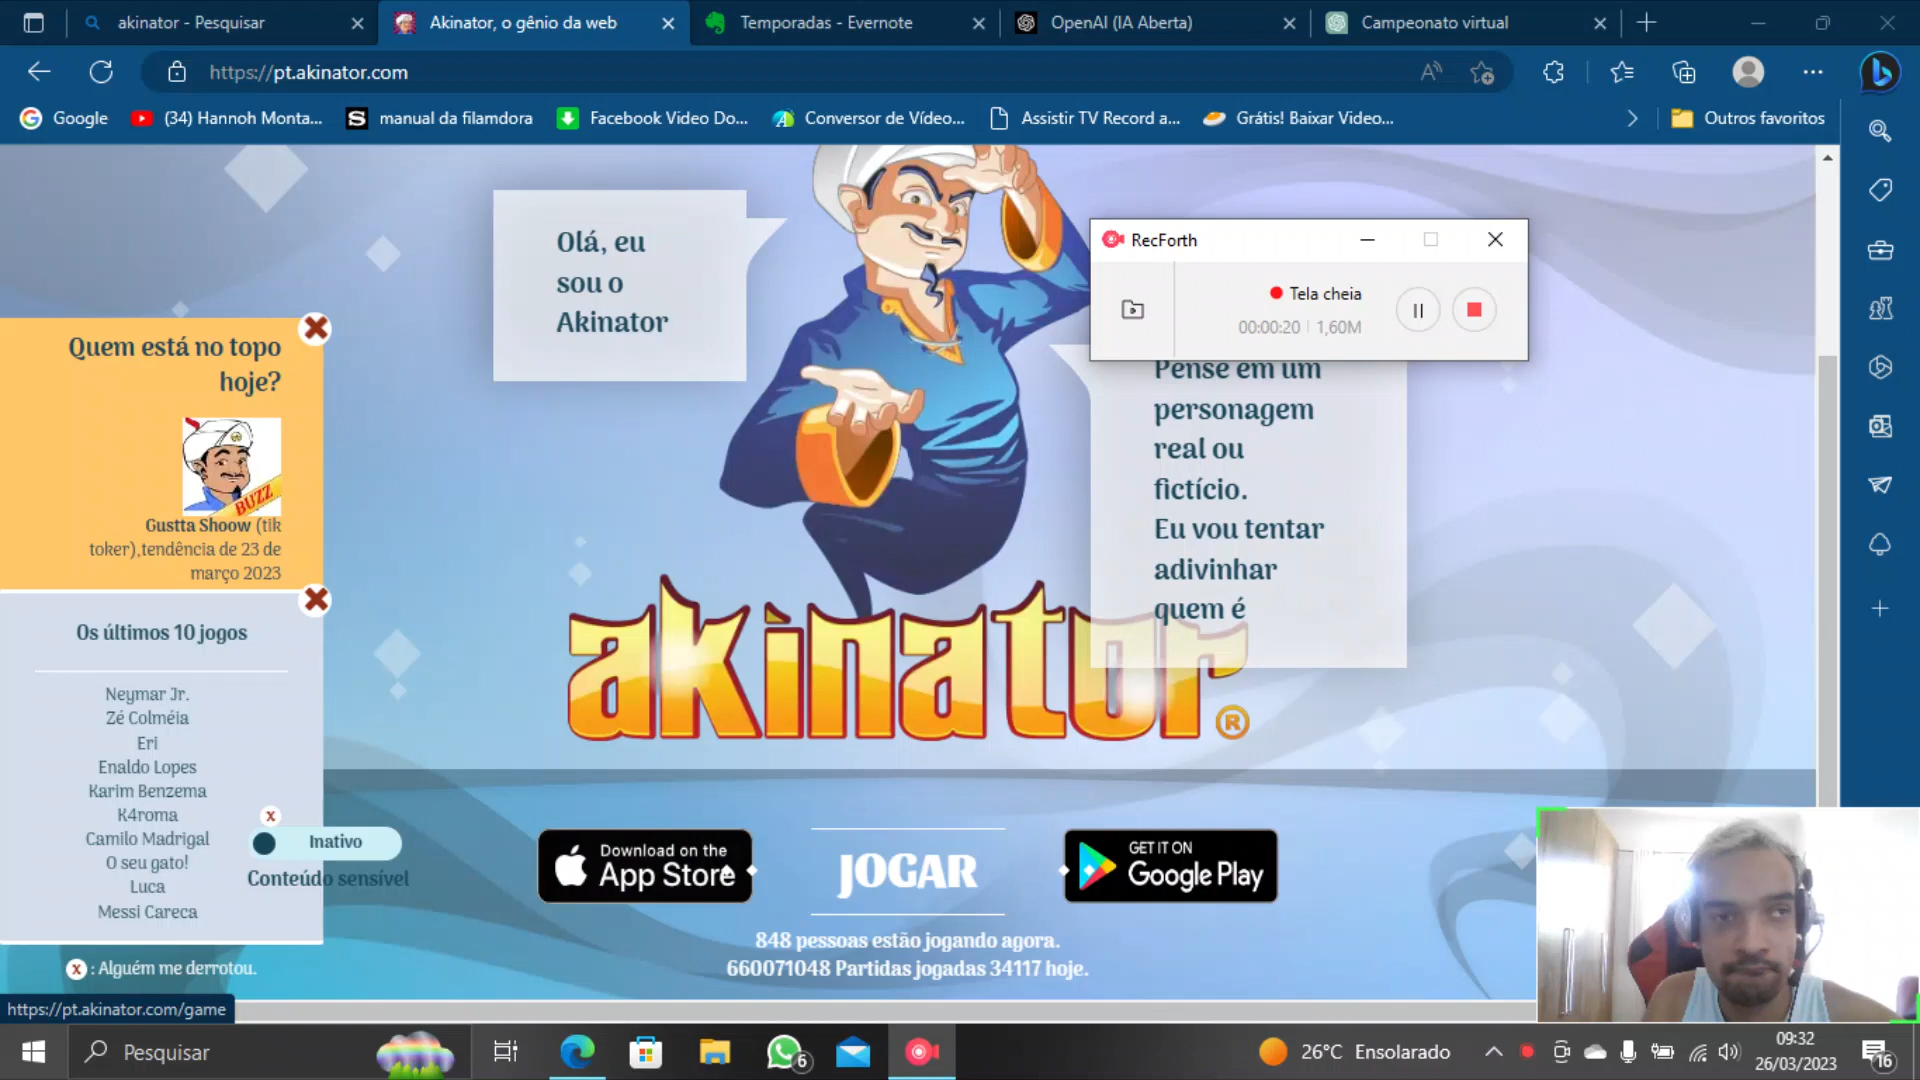 akinator - Pesquisar
Akinator, o gênio da web
Temporadas - Evernote
OpenAI (IA Aberta)
Campeonato virtual
https://pt.akinator.com
Google
(34) Hannoh Monta...
manual da filamdora
Facebook Video Do...
Conversor de Vídeo...
Assistir TV Record a...
Grátis! Baixar Video...
Outros favoritos
Olá, eu
sou o
Akinator
RecForth
Tela cheia
00:00:20 | 1,60M
Pense em um
personagem
real ou
fictício.
Eu vou tentar
adivinhar
quem é
Quem está no topo
hoje?
BUZZ
Gustta Shoow (tik
toker),tendência de 23 de
março 2023
Os últimos 10 jogos
Neymar Jr.
Zé Colméia
Eri
Enaldo Lopes
Karim Benzema
K4roma
Camilo Madrigal
O seu gato!
Luca
Messi Careca
x
Inativo
Conteúdo sensível
x : Alguém me derrotou.
akinator®
Download on the
App Store
JOGAR
GET IT ON
Google Play
848 pessoas estão jogando agora.
660071048 Partidas jogadas 34117 hoje.
https://pt.akinator.com/game
Pesquisar
6
26°C Ensolarado
09:32
26/03/2023
16